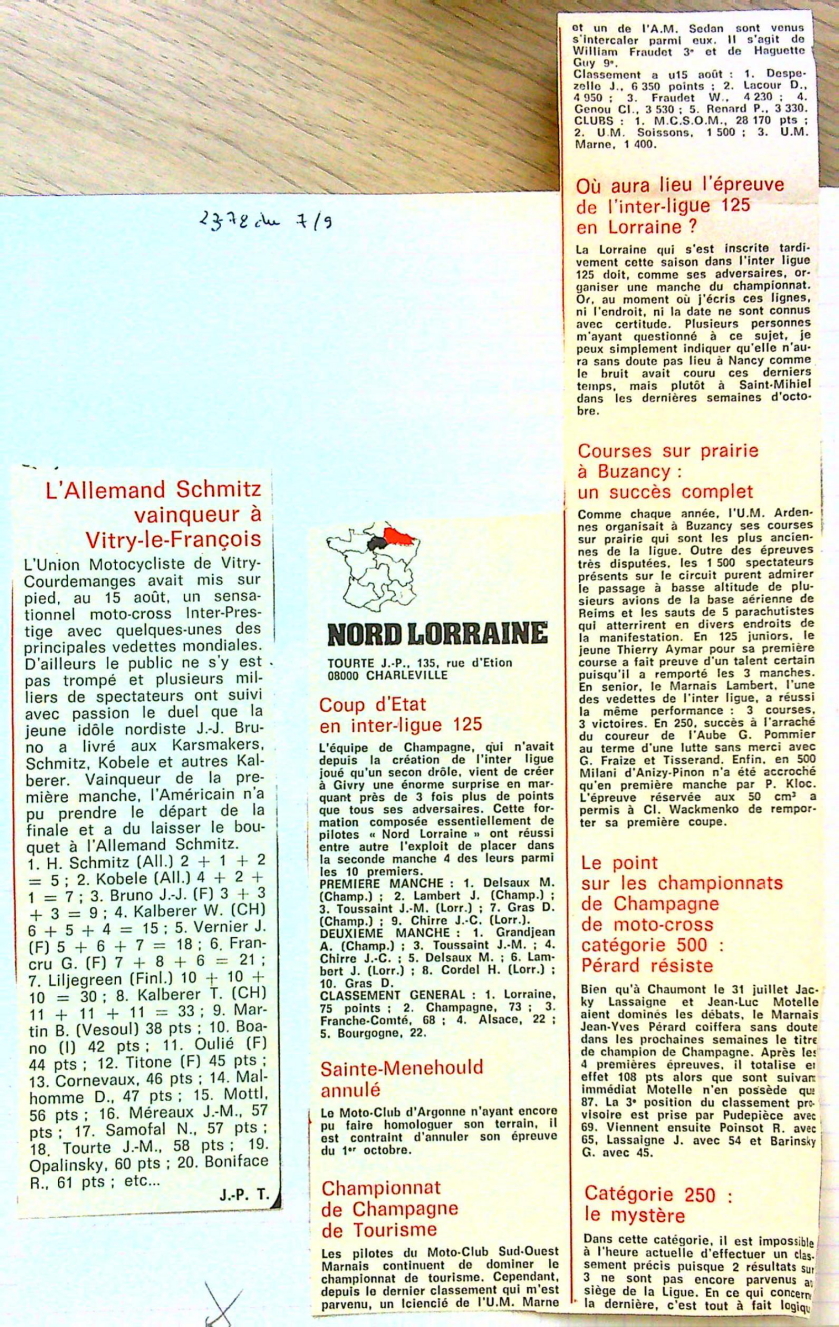 2378 du 7/9
L'Allemand Schmitz
vainqueur à
Vitry-le-François
L'Union Motocycliste de Vitry-
Courdemanges avait mis sur
pied, au 15 août, un sensa-
tionnel moto-cross Inter-Pres-
tige avec quelques-unes des
principales vedettes mondiales.
D'ailleurs le public ne s'y est
pas trompé et plusieurs mil-
liers de spectateurs ont suivi
avec passion le duel que la
jeune idôle nordiste J.-J. Bru-
no a livré aux Karsmakers,
Schmitz, Kobele et autres Kal-
berer. Vainqueur de la pre-
mière manche, l'Américain n'a
pu prendre le départ de la
finale et a du laisser le bou-
quet à l'Allemand Schmitz.
1. H. Schmitz (All.) 2 + 1 + 2
= 5 ; 2. Kobele (All.) 4 + 2 +
1 = 7 ; 3. Bruno J.-J. (F) 3 + 3
+ 3 = 9 ; 4. Kalberer W. (CH)
6 + 5 + 4 = 15 ; 5. Vernier J.
(F) 5 + 6 + 7 = 18 ; 6. Fran-
cru G. (F) 7 + 8 + 6 = 21 ;
7. Liljegreen (Finl.) 10 + 10 +
10 = 30 ; 8. Kalberer T. (CH)
11 + 11 + 11 = 33 ; 9. Mar-
tin B. (Vesoul) 38 pts ; 10. Boa-
no (I) 42 pts ; 11. Oulié (F)
44 pts ; 12. Titone (F) 45 pts ;
13. Cornevaux, 46 pts ; 14. Mal-
homme D., 47 pts ; 15. Mottl,
56 pts ; 16. Méreaux J.-M., 57
pts ; 17. Samofal N., 57 pts ;
18. Tourte J.-M., 58 pts ; 19.
Opalinsky, 60 pts ; 20. Boniface
R., 61 pts ; etc...
J.-P. T.
NORD LORRAINE
TOURTE J.-P., 135, rue d'Etion
08000 CHARLEVILLE
Coup d'Etat
en inter-ligue 125
L'équipe de Champagne, qui n'avait
depuis la création de l'inter ligue
joué qu'un secon drôle, vient de créer
à Givry une énorme surprise en mar-
quant près de 3 fois plus de points
que tous ses adversaires. Cette for-
mation composée essentiellement de
pilotes « Nord Lorraine » ont réussi
entre autre l'exploit de placer dans
la seconde manche 4 des leurs parmi
les 10 premiers.
PREMIERE MANCHE : 1. Delsaux M.
(Champ.) ; 2. Lambert J. (Champ.) ;
3. Toussaint J.-M. (Lorr.) ; 7. Gras D.
(Champ.) ; 9. Chirre J.-C. (Lorr.).
DEUXIEME MANCHE : 1. Grandjean
A. (Champ.) ; 3. Toussaint J.-M. ; 4.
Chirre J.-C. ; 5. Delsaux M. ; 6. Lam-
bert J. (Lorr.) ; 8. Cordel H. (Lorr.) ;
10. Gras D.
CLASSEMENT GENERAL : 1. Lorraine,
75 points ; 2. Champagne, 73 ; 3.
Franche-Comté, 68 ; 4. Alsace, 22 ;
5. Bourgogne, 22.
Sainte-Menehould
annulé
Le Moto-Club d'Argonne n'ayant encore
pu faire homologuer son terrain, il
est contraint d'annuler son épreuve
du 1er octobre.
Championnat
de Champagne
de Tourisme
Les pilotes du Moto-Club Sud-Ouest
Marnais continuent de dominer le
championnat de tourisme. Cependant,
depuis le dernier classement qui m'est
parvenu, un lciencié de l'U.M. Marne
et un de l'A.M. Sedan sont venus
s'intercaler parmi eux. Il s'agit de
William Fraudet 3e et de Haguette
Guy 9e.
Classement a u15 août : 1. Despe-
zelle J., 6 350 points ; 2. Lacour D.,
4 950 ; 3. Fraudet W., 4 230 ; 4.
Genou Cl., 3 530 ; 5. Renard P., 3 330.
CLUBS : 1. M.C.S.O.M., 28 170 pts ;
2. U.M. Soissons, 1 500 ; 3. U.M.
Marne, 1 400.
Où aura lieu l'épreuve
de l'inter-ligue 125
en Lorraine ?
La Lorraine qui s'est inscrite tardi-
vement cette saison dans l'inter ligue
125 doit, comme ses adversaires, or-
ganiser une manche du championnat.
Or, au moment où j'écris ces lignes,
ni l'endroit, ni la date ne sont connus
avec certitude. Plusieurs personnes
m'ayant questionné à ce sujet, je
peux simplement indiquer qu'elle n'au-
ra sans doute pas lieu à Nancy comme
le bruit avait couru ces derniers
temps, mais plutôt à Saint-Mihiel
dans les dernières semaines d'octo-
bre.
Courses sur prairie
à Buzancy :
un succès complet
Comme chaque année, l'U.M. Arden-
nes organisait à Buzancy ses courses
sur prairie qui sont les plus ancien-
nes de la ligue. Outre des épreuves
très disputées, les 1 500 spectateurs
présents sur le circuit purent admirer
le passage à basse altitude de plu-
sieurs avions de la base aérienne de
Reims et les sauts de 5 parachutistes
qui atterrirent en divers endroits de
la manifestation. En 125 juniors, le
jeune Thierry Aymar pour sa première
course a fait preuve d'un talent certain
puisqu'il a remporté les 3 manches.
En senior, le Marnais Lambert, l'une
des vedettes de l'inter ligue, a réussi
la même performance : 3 courses,
3 victoires. En 250, succès à l'arraché
du coureur de l'Aube G. Pommier
au terme d'une lutte sans merci avec
G. Fraize et Tisserand. Enfin, en 500
Milani d'Anizy-Pinon n'a été accroché
qu'en première manche par P. Kloc.
L'épreuve réservée aux 50 cm3 a
permis à Cl. Wackmenko de rempor-
ter sa première coupe.
Le point
sur les championnats
de Champagne
de moto-cross
catégorie 500 :
Pérard résiste
Bien qu'à Chaumont le 31 juillet Jac-
ky Lassaigne et Jean-Luc Motelle
aient dominés les débats, le Marnais
Jean-Yves Pérard coiffera sans doute
dans les prochaines semaines le titre
de champion de Champagne. Après les
4 premières épreuves, il totalise en
effet 108 pts alors que sont suivant
immédiat Motelle n'en possède que
87. La 3e position du classement pro-
visoire est prise par Pudepièce avec
69. Viennent ensuite Poinsot R. avec
65, Lassaigne J. avec 54 et Barinsky
G. avec 45.
Catégorie 250 :
le mystère
Dans cette catégorie, il est impossible
à l'heure actuelle d'effectuer un clas-
sement précis puisque 2 résultats sur
3 ne sont pas encore parvenus au
siège de la Ligue. En ce qui concerne
la dernière, c'est tout à fait logiqu